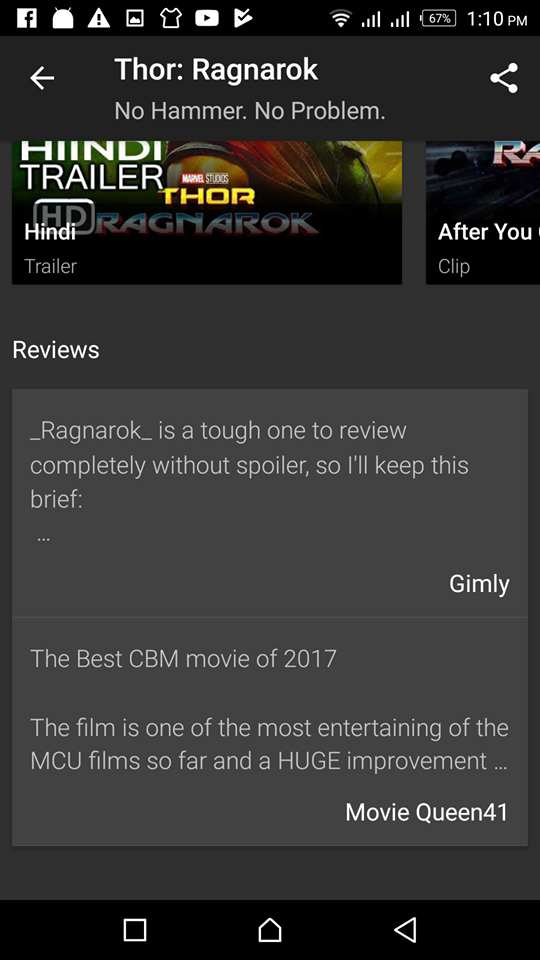 67%
1:10 PM
Thor: Ragnarok
No Hammer. No Problem.
HIINDI
TRAILER
MARVEL STUDIOS
THOR
HD RAGNAROK
Hindi
Trailer
RA
After You
Clip
Reviews
_Ragnarok_ is a tough one to review
completely without spoiler, so I'll keep this
brief:
...
Gimly
The Best CBM movie of 2017
The film is one of the most entertaining of the
MCU films so far and a HUGE improvement ...
Movie Queen41